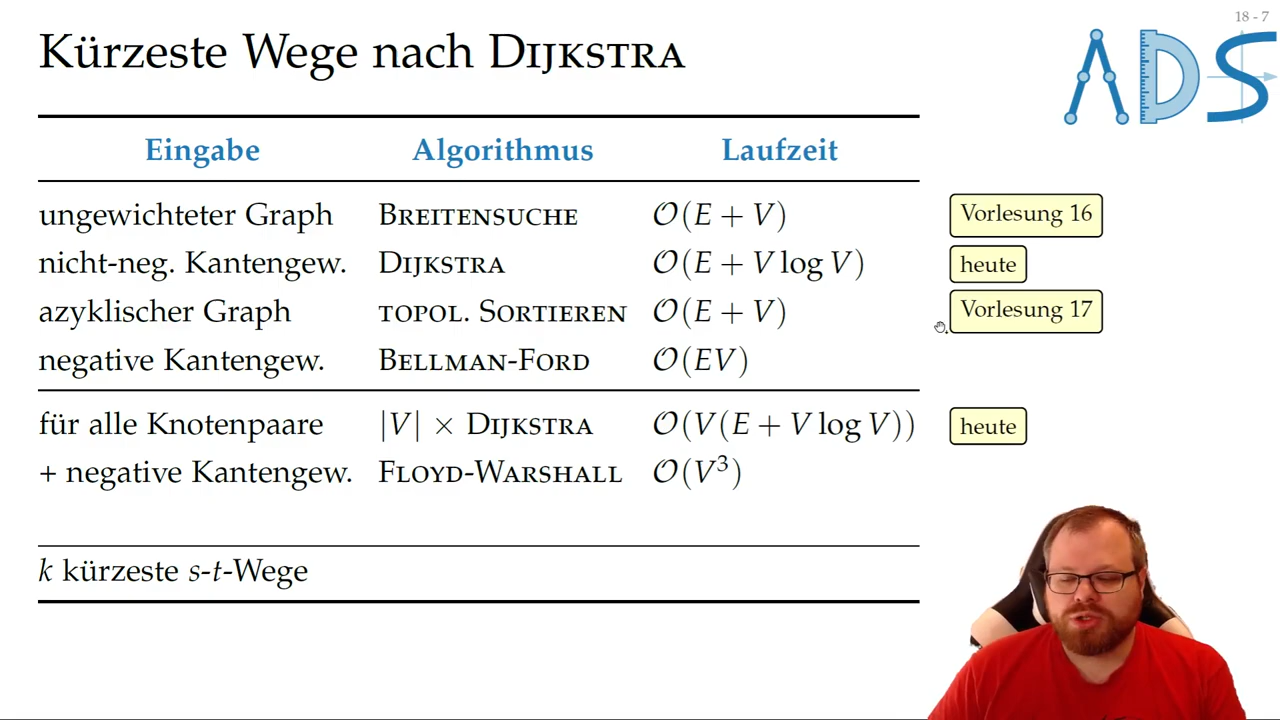 18 - 7
Kürzeste Wege nach DIJKSTRA
ADS
Eingabe Algorithmus Laufzeit
ungewichteter Graph BREITENSUCHE 𝒪(E + V) Vorlesung 16
nicht-neg. Kantengew. DIJKSTRA 𝒪(E + V log V) heute
azyklischer Graph TOPOL. SORTIEREN 𝒪(E + V) Vorlesung 17
negative Kantengew. BELLMAN-FORD 𝒪(EV)
für alle Knotenpaare |V| × DIJKSTRA 𝒪(V(E + V log V)) heute
+ negative Kantengew. FLOYD-WARSHALL 𝒪(V³)
k kürzeste s-t-Wege